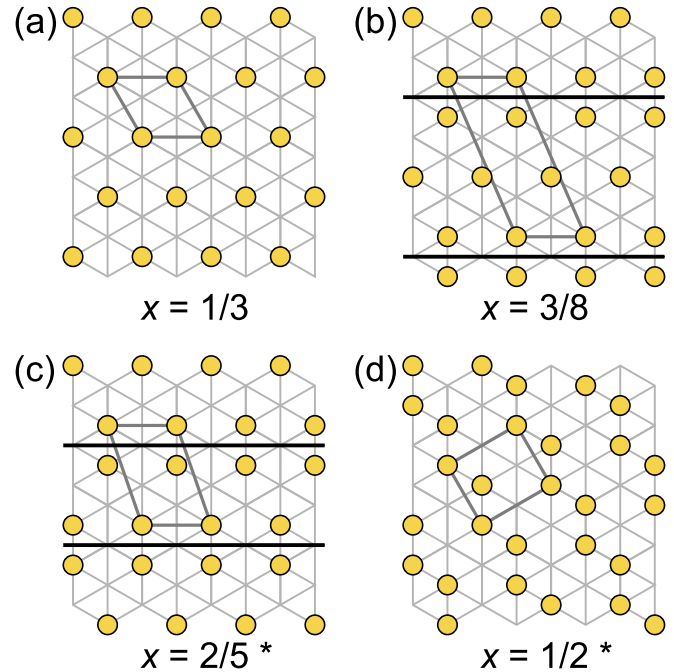 (a)
(b)
x = 1/3
x = 3/8
(c)
(d)
x = 2/5 *
x = 1/2 *